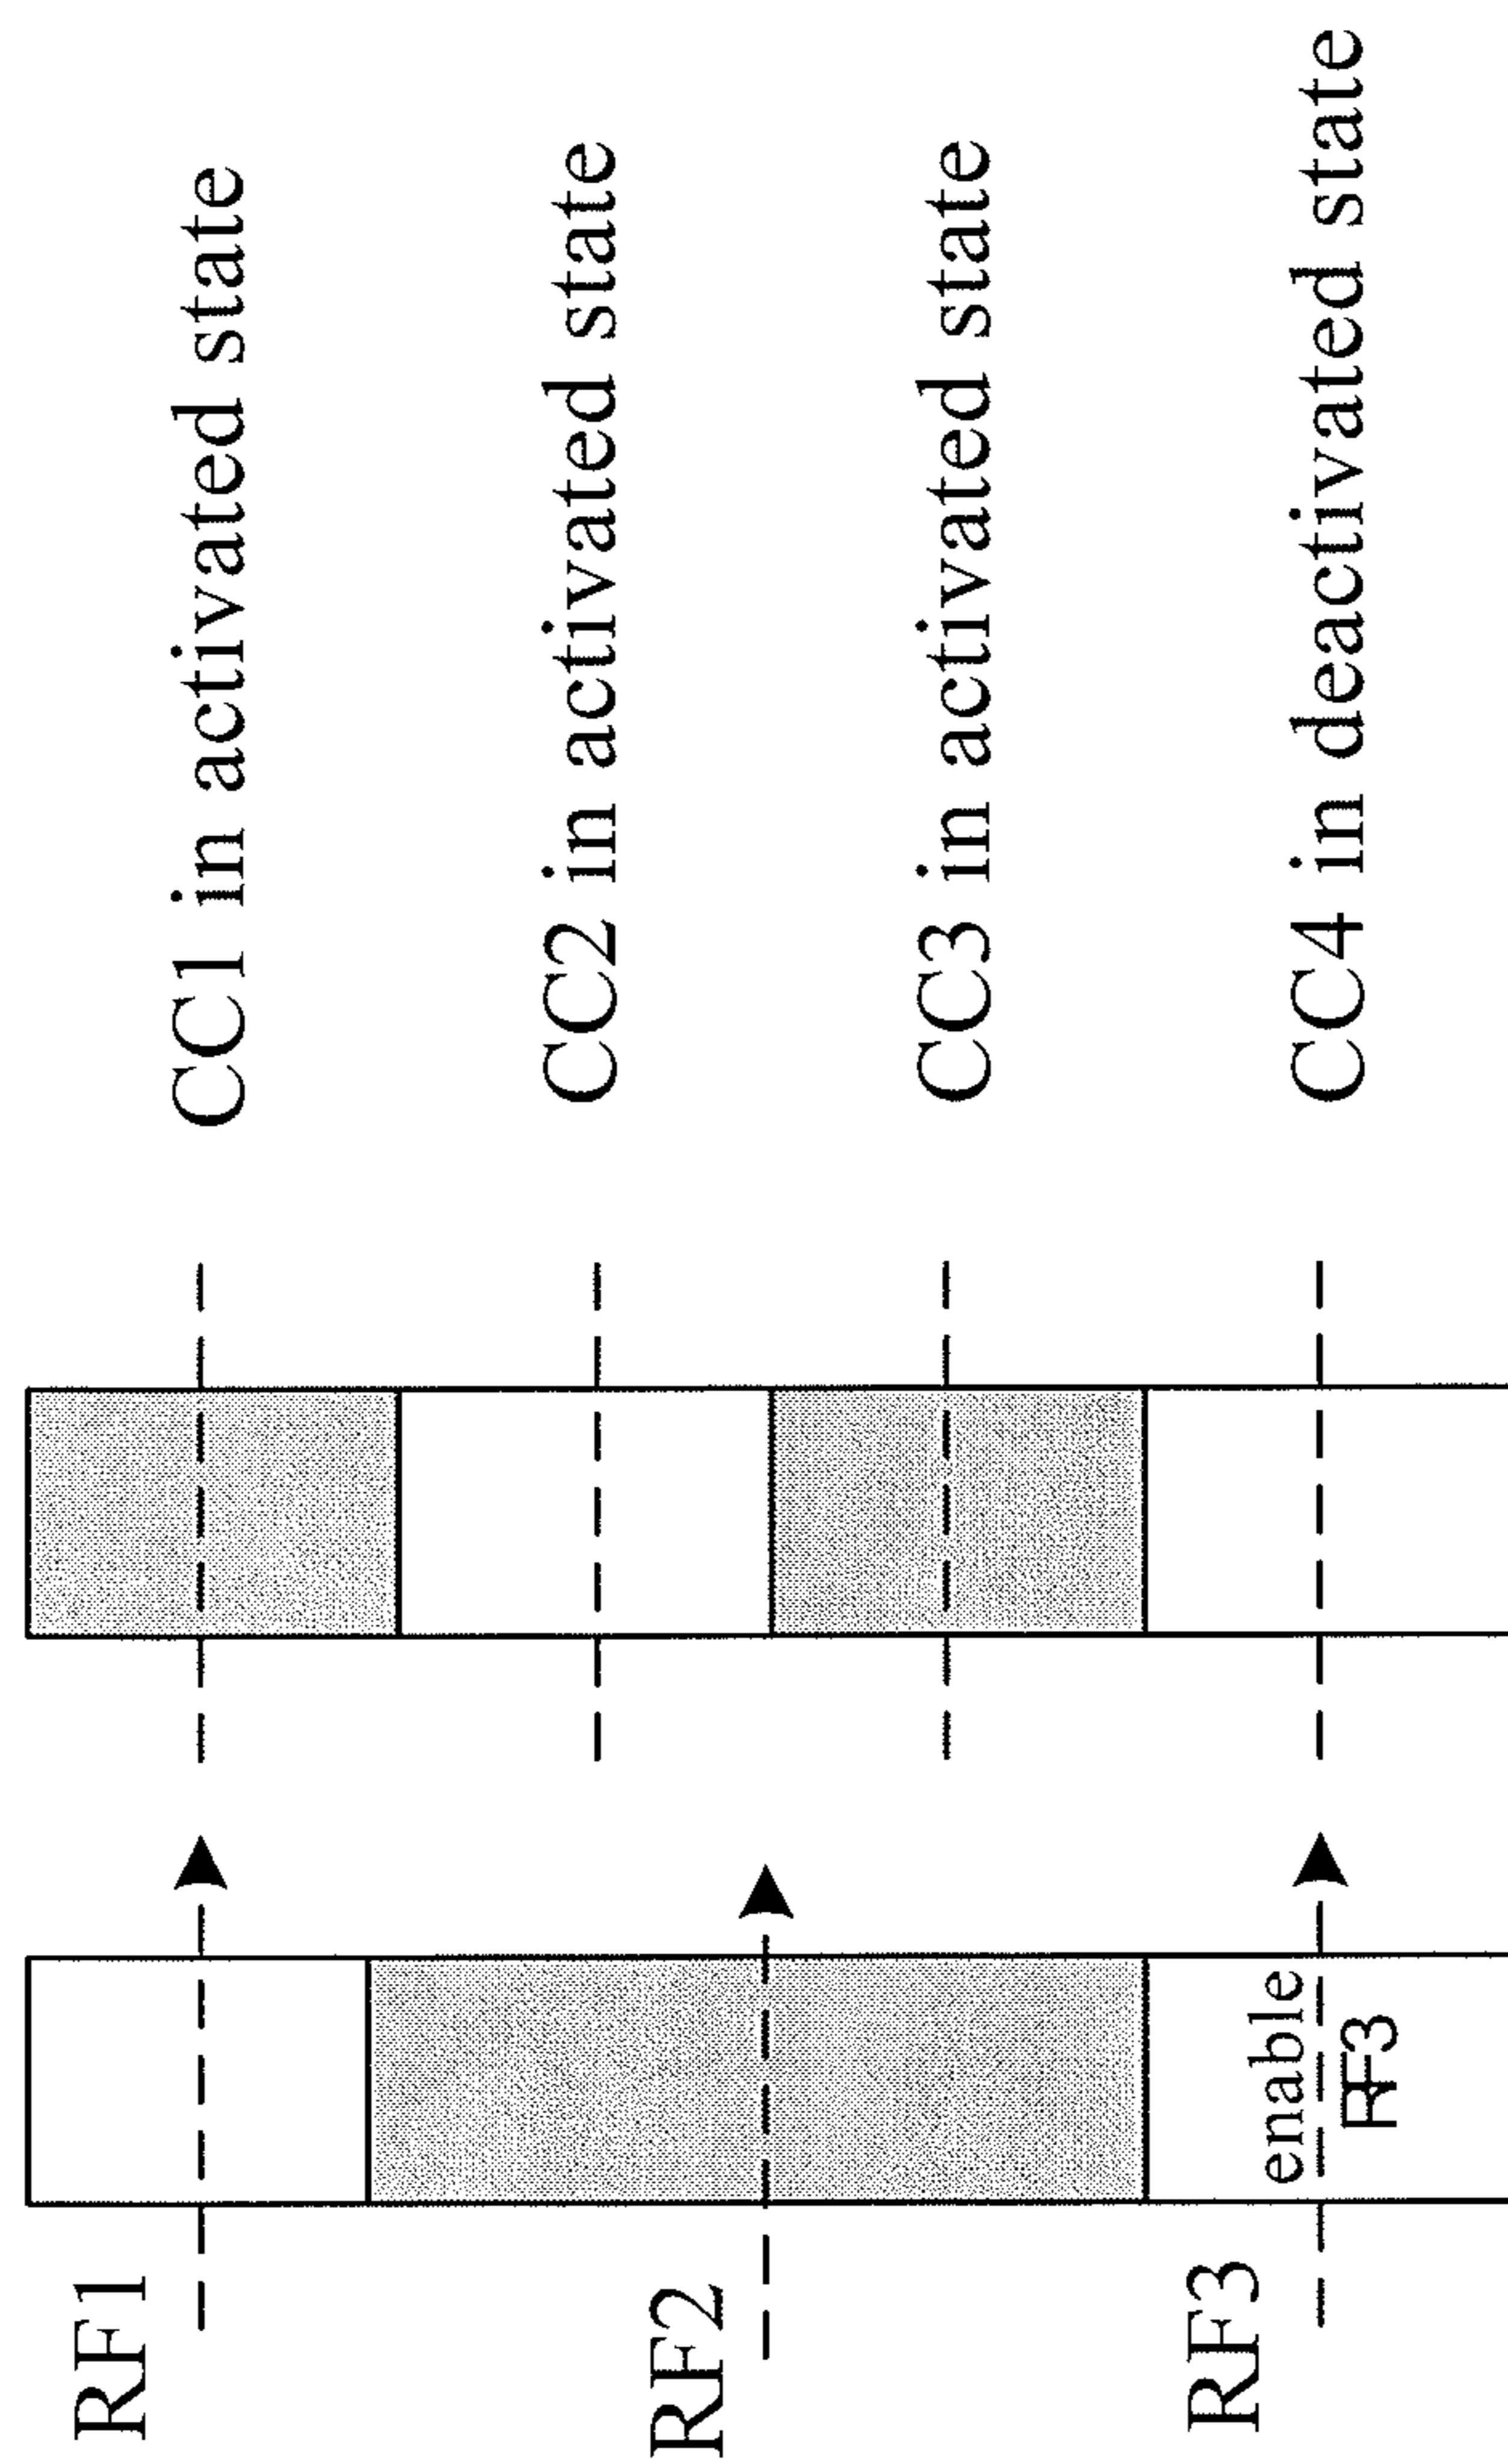 CC1 in activated state
CC2 in activated state
CC3 in activated state
CC4 in deactivated state
RF1
RF2
RF3
enable
RF3